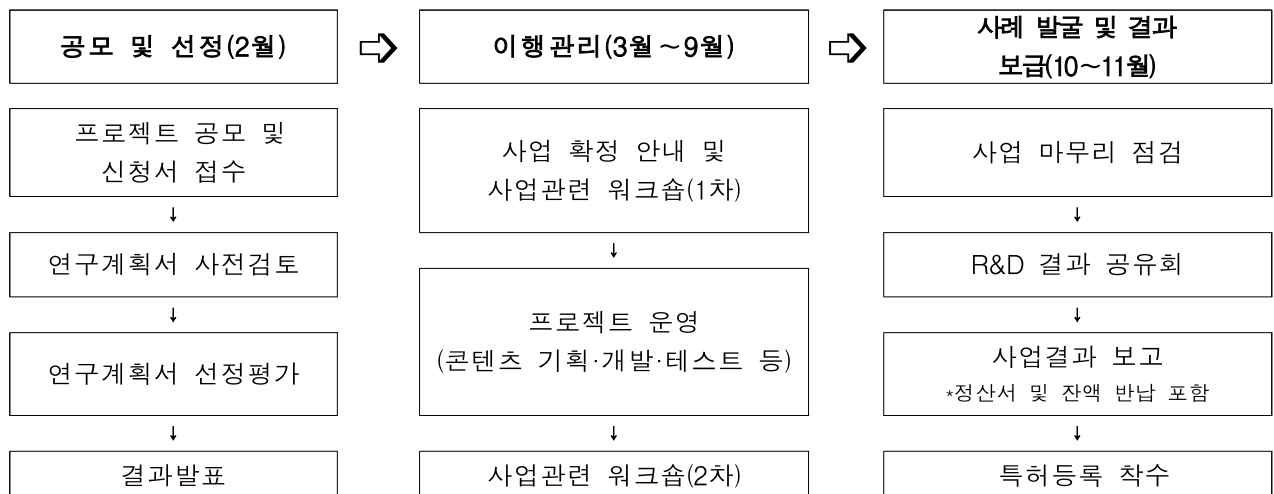 공모 및 선정(2월)
프로젝트 공모 및
신청서 접수
연구계획서 사전검토
연구계획서 선정평가
결과발표
이행관리(3월~9월)
사업 확정 안내 및
사업관련 워크숍(1차)
프로젝트 운영
(콘텐츠 기획·개발·테스트 등)
사업관련 워크숍(2차)
사례 발굴 및 결과
보급(10~11월)
사업 마무리 점검
R&D 결과 공유회
사업결과 보고
*정산서 및 잔액 반납 포함
특허등록 착수